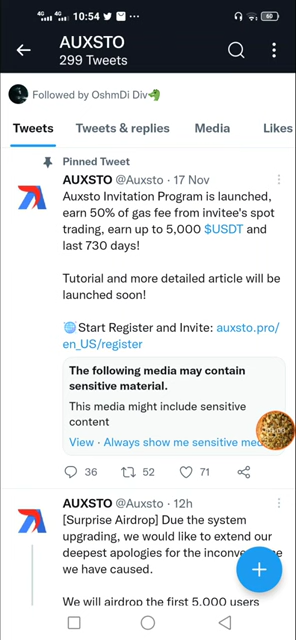 4G 4G 10:54 60
AUXSTO
299 Tweets
Followed by OshmDi Div🐉
Tweets Tweets & replies Media Likes
Pinned Tweet
AUXSTO @Auxsto · 17 Nov
Auxsto Invitation Program is launched,
earn 50% of gas fee from invitee's spot
trading, earn up to 5,000 $USDT and
last 730 days!
Tutorial and more detailed article will be
launched soon!
🌐Start Register and Invite: auxsto.pro/
en_US/register
The following media may contain
sensitive material.
This media might include sensitive
content
View · Always show me sensitive med
36 52 71
AUXSTO @Auxsto · 12h
[Surprise Airdrop] Due the system
upgrading, we would like to extend our
deepest apologies for the inconve e
we have caused.
We will airdrop the first 5,000 users